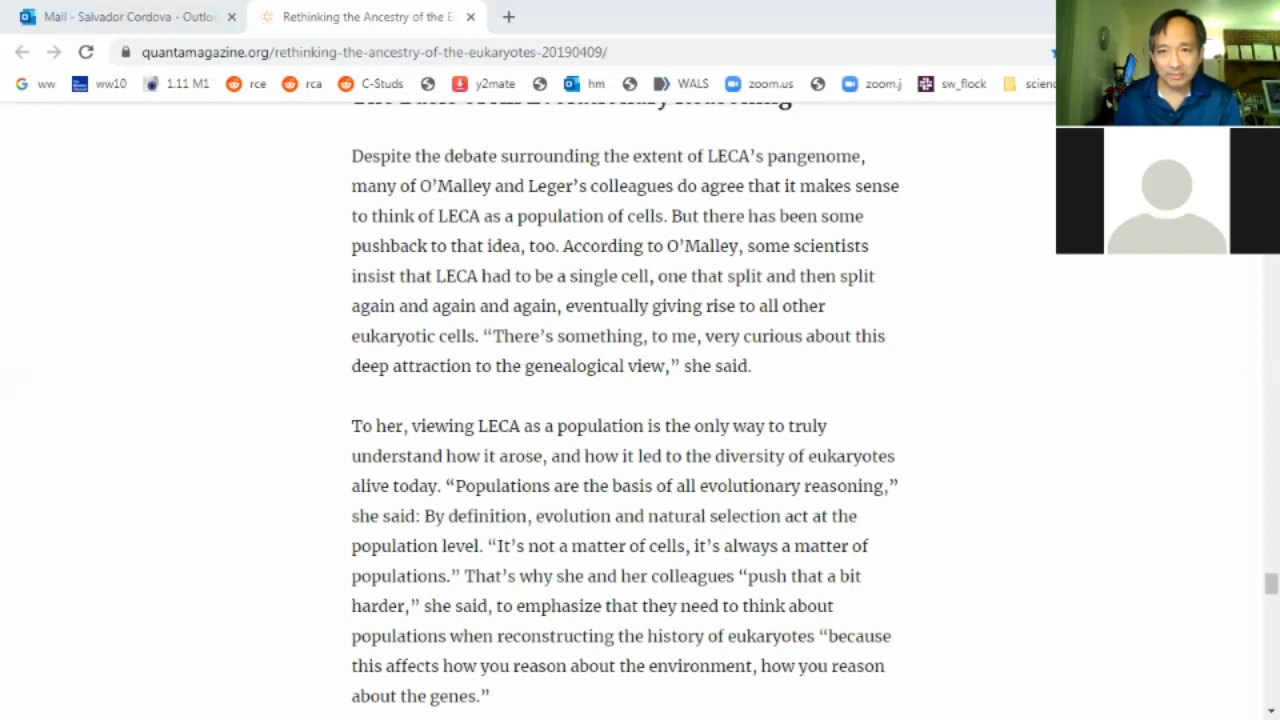 Mail - Salvador Cordova - Outlo
Rethinking the Ancestry of the E
quantamagazine.org/rethinking-the-ancestry-of-the-eukaryotes-20190409/
ww ww10 1.11 M1 rce rca C-Studs y2mate hm WALS zoom.us zoom.j sw_flock scienc
Evolutionary Reasoning
Despite the debate surrounding the extent of LECA’s pangenome,
many of O’Malley and Leger’s colleagues do agree that it makes sense
to think of LECA as a population of cells. But there has been some
pushback to that idea, too. According to O’Malley, some scientists
insist that LECA had to be a single cell, one that split and then split
again and again and again, eventually giving rise to all other
eukaryotic cells. “There’s something, to me, very curious about this
deep attraction to the genealogical view,” she said.
To her, viewing LECA as a population is the only way to truly
understand how it arose, and how it led to the diversity of eukaryotes
alive today. “Populations are the basis of all evolutionary reasoning,”
she said: By definition, evolution and natural selection act at the
population level. “It’s not a matter of cells, it’s always a matter of
populations.” That’s why she and her colleagues “push that a bit
harder,” she said, to emphasize that they need to think about
populations when reconstructing the history of eukaryotes “because
this affects how you reason about the environment, how you reason
about the genes.”